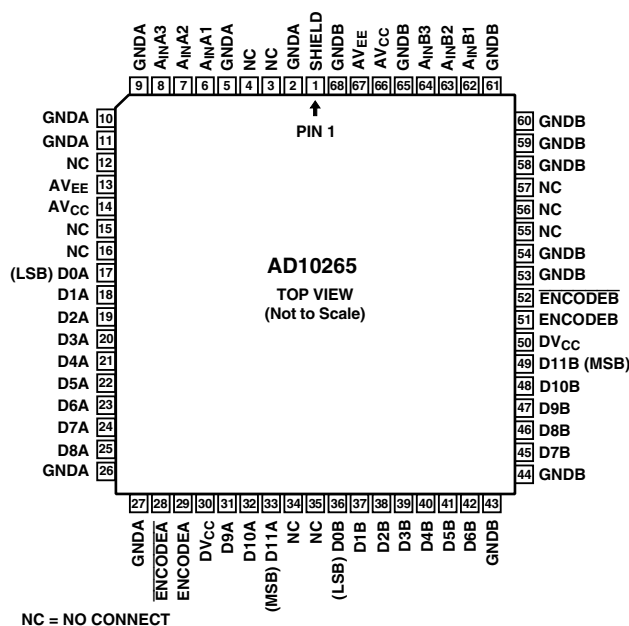 GNDA AINA3 AINA2 AINA1 GNDA NC NC GNDA SHIELD GNDB AVEE AVCC GNDB AINB3 AINB2 AINB1 GNDB
9 8 7 6 5 4 3 2 1 68 67 66 65 64 63 62 61
PIN 1
GNDA 10
GNDA 11
NC 12
AVEE 13
AVCC 14
NC 15
NC 16
(LSB) D0A 17
D1A 18
D2A 19
D3A 20
D4A 21
D5A 22
D6A 23
D7A 24
D8A 25
GNDA 26
AD10265
TOP VIEW
(Not to Scale)
60 GNDB
59 GNDB
58 GNDB
57 NC
56 NC
55 NC
54 GNDB
53 GNDB
52 ENCODEB
51 ENCODEB
50 DVCC
49 D11B (MSB)
48 D10B
47 D9B
46 D8B
45 D7B
44 GNDB
27 28 29 30 31 32 33 34 35 36 37 38 39 40 41 42 43
GNDA ENCODEA ENCODEA DVCC D9A D10A (MSB) D11A NC NC (LSB) D0B D1B D2B D3B D4B D5B D6B GNDB
NC = NO CONNECT